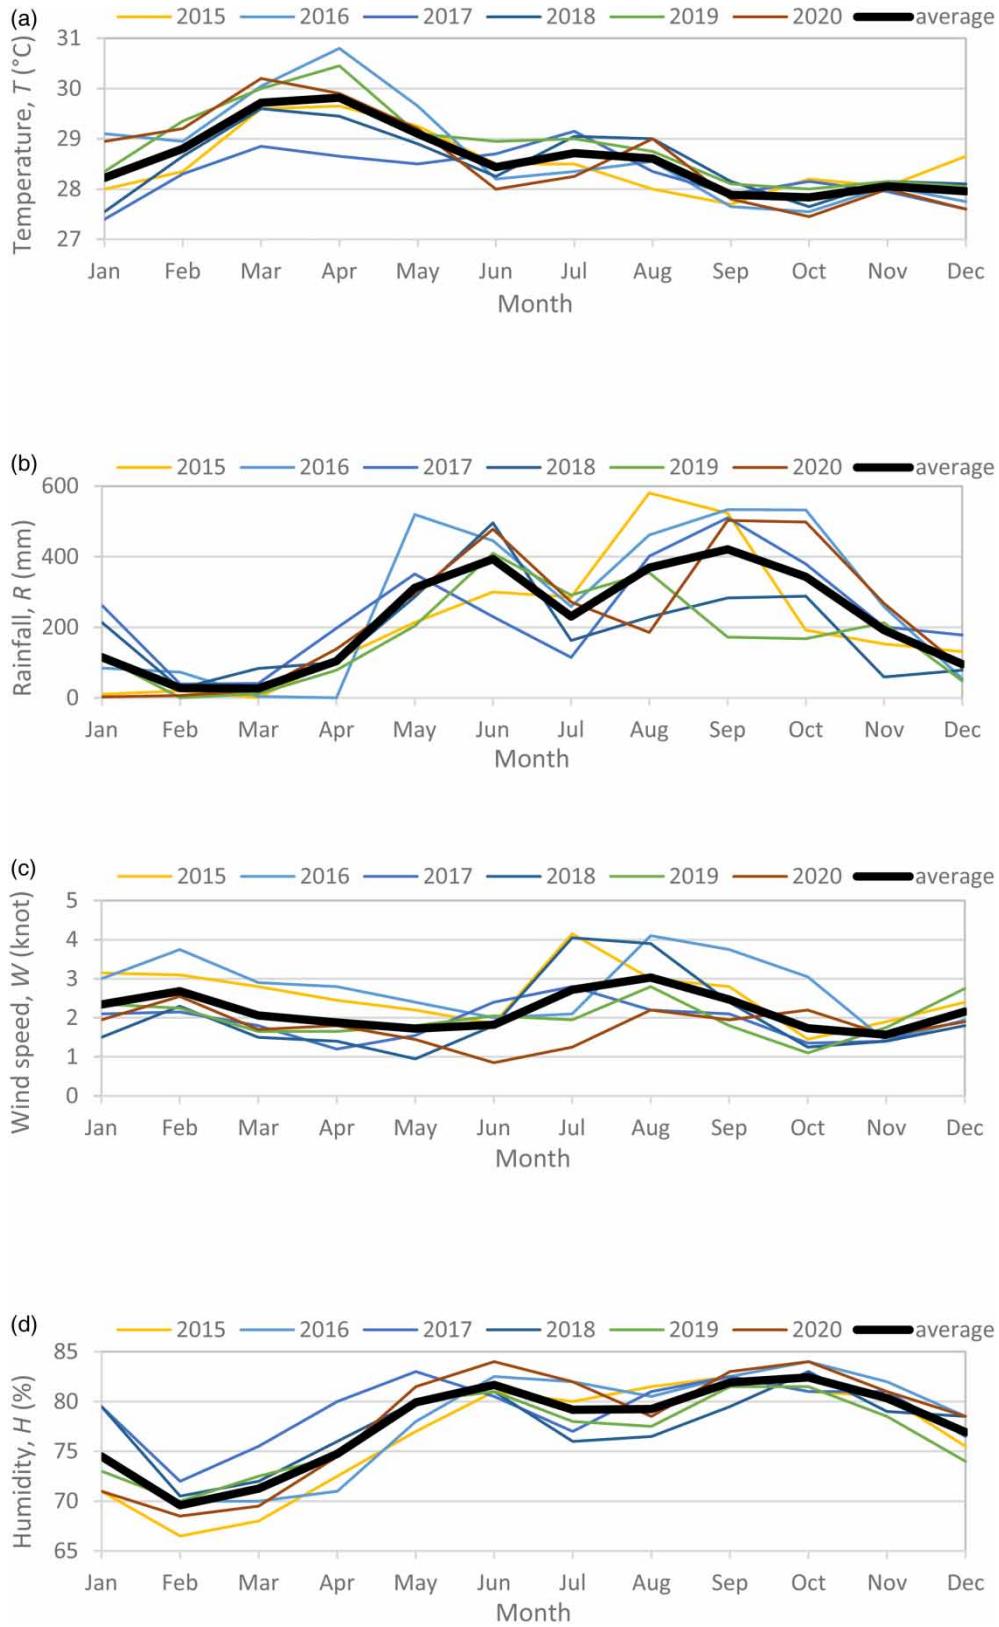 (a)
2015 2016 2017 2018 2019 2020 average
31
30
29
28
27
Temperature, T (°C)
Jan Feb Mar Apr May Jun Jul Aug Sep Oct Nov Dec
Month
(b)
2015 2016 2017 2018 2019 2020 average
600
400
200
0
Rainfall, R (mm)
Jan Feb Mar Apr May Jun Jul Aug Sep Oct Nov Dec
Month
(c)
2015 2016 2017 2018 2019 2020 average
5
4
3
2
1
0
Wind speed, W (knot)
Jan Feb Mar Apr May Jun Jul Aug Sep Oct Nov Dec
Month
(d)
2015 2016 2017 2018 2019 2020 average
85
80
75
70
65
Humidity, H (%)
Jan Feb Mar Apr May Jun Jul Aug Sep Oct Nov Dec
Month